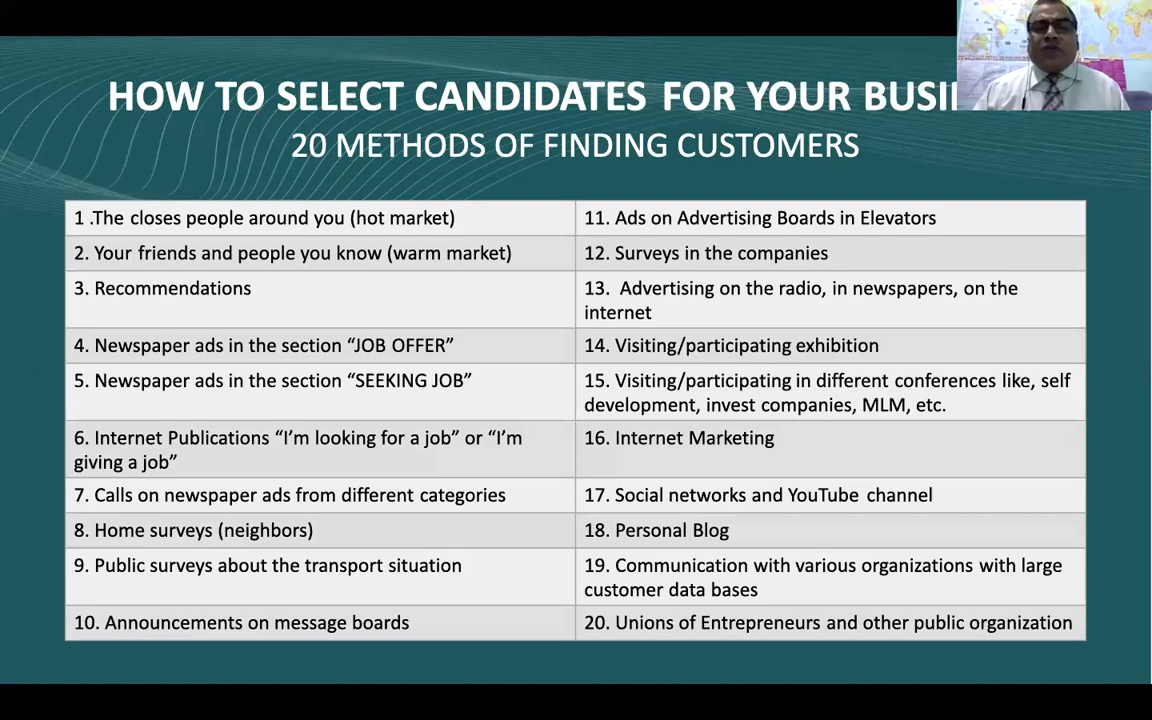 HOW TO SELECT CANDIDATES FOR YOUR
20 METHODS OF FINDING CUSTOMERS
1 .The closes people around you (hot market)
2. Your friends and people you know (warm market)
3. Recommendations
4. Newspaper ads in the section “JOB OFFER”
5. Newspaper ads in the section “SEEKING JOB”
6. Internet Publications “I’m looking for a job” or “I’m
giving a job”
7. Calls on newspaper ads from different categories
8. Home surveys (neighbors)
9. Public surveys about the transport situation
10. Announcements on message boards
11. Ads on Advertising Boards in Elevators
12. Surveys in the companies
13. Advertising on the radio, in newspapers, on the
internet
14. Visiting/participating exhibition
15. Visiting/participating in different conferences like, self
development, invest companies, MLM, etc.
16. Internet Marketing
17. Social networks and YouTube channel
18. Personal Blog
19. Communication with various organizations with large
customer data bases
20. Unions of Entrepreneurs and other public organization